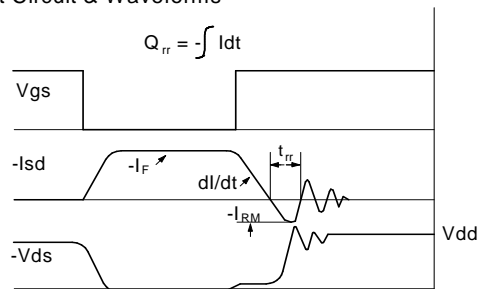 t Circuit & Waveforms
Q rr = -∫ Idt
Vgs
-Isd
-I F
dI/dt
t rr
-I RM
Vdd
-Vds